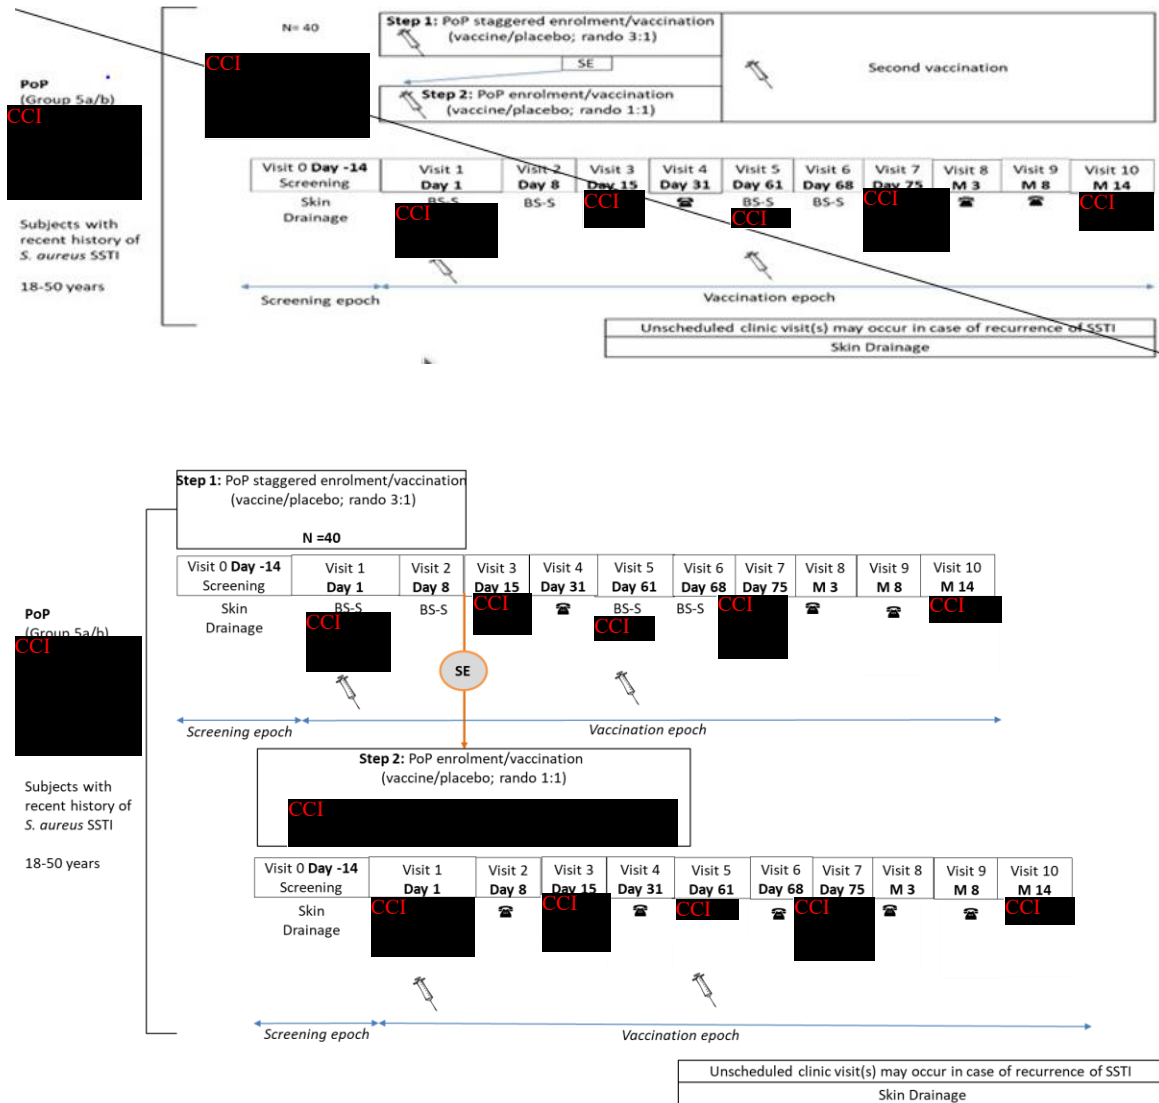 N= 40
Step 1: PoP staggered enrolment/vaccination
(vaccine/placebo; rando 3:1)
SE
Step 2: PoP enrolment/vaccination
(vaccine/placebo; rando 1:1)
Second vaccination
CCI
PoP
(Group 5a/b)
CCI
Subjects with
recent history of
S. aureus SSTI
18-50 years
Visit 0 Day -14 Visit 1 Visit 2 Visit 3 Visit 4 Visit 5 Visit 6 Visit 7 Visit 8 Visit 9 Visit 10
Screening Day 1 Day 8 Day 15 Day 31 Day 61 Day 68 Day 75 M 3 M 8 M 14
Skin BS-S BS-S CCI ☎ BS-S BS-S CCI ☎ ☎ CCI
Drainage CCI CCI
Screening epoch Vaccination epoch
Unscheduled clinic visit(s) may occur in case of recurrence of SSTI
Skin Drainage
Step 1: PoP staggered enrolment/vaccination
(vaccine/placebo; rando 3:1)
N =40
Visit 0 Day -14 Visit 1 Visit 2 Visit 3 Visit 4 Visit 5 Visit 6 Visit 7 Visit 8 Visit 9 Visit 10
Screening Day 1 Day 8 Day 15 Day 31 Day 61 Day 68 Day 75 M 3 M 8 M 14
Skin BS-S BS-S CCI ☎ BS-S BS-S CCI ☎ ☎ CCI
Drainage CCI CCI
PoP
(Group 5a/b)
CCI
SE
Screening epoch Vaccination epoch
Step 2: PoP enrolment/vaccination
(vaccine/placebo; rando 1:1)
CCI
Subjects with
recent history of
S. aureus SSTI
18-50 years
Visit 0 Day -14 Visit 1 Visit 2 Visit 3 Visit 4 Visit 5 Visit 6 Visit 7 Visit 8 Visit 9 Visit 10
Screening Day 1 Day 8 Day 15 Day 31 Day 61 Day 68 Day 75 M 3 M 8 M 14
Skin CCI ☎ CCI ☎ CCI ☎ CCI ☎ ☎ CCI
Drainage
Screening epoch Vaccination epoch
Unscheduled clinic visit(s) may occur in case of recurrence of SSTI
Skin Drainage